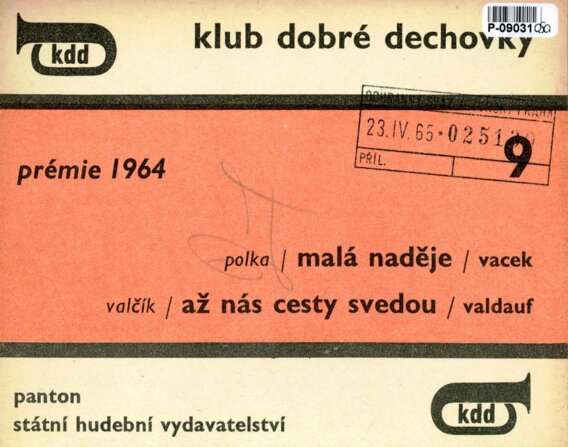 kdd
klub dobré dechovky
P-09031
23. IV. 65 • 0251
PŘÍL.
9
prémie 1964
polka / malá naděje / vacek
valčík / až nás cesty svedou / valdauf
panton
státní hudební vydavatelství
kdd